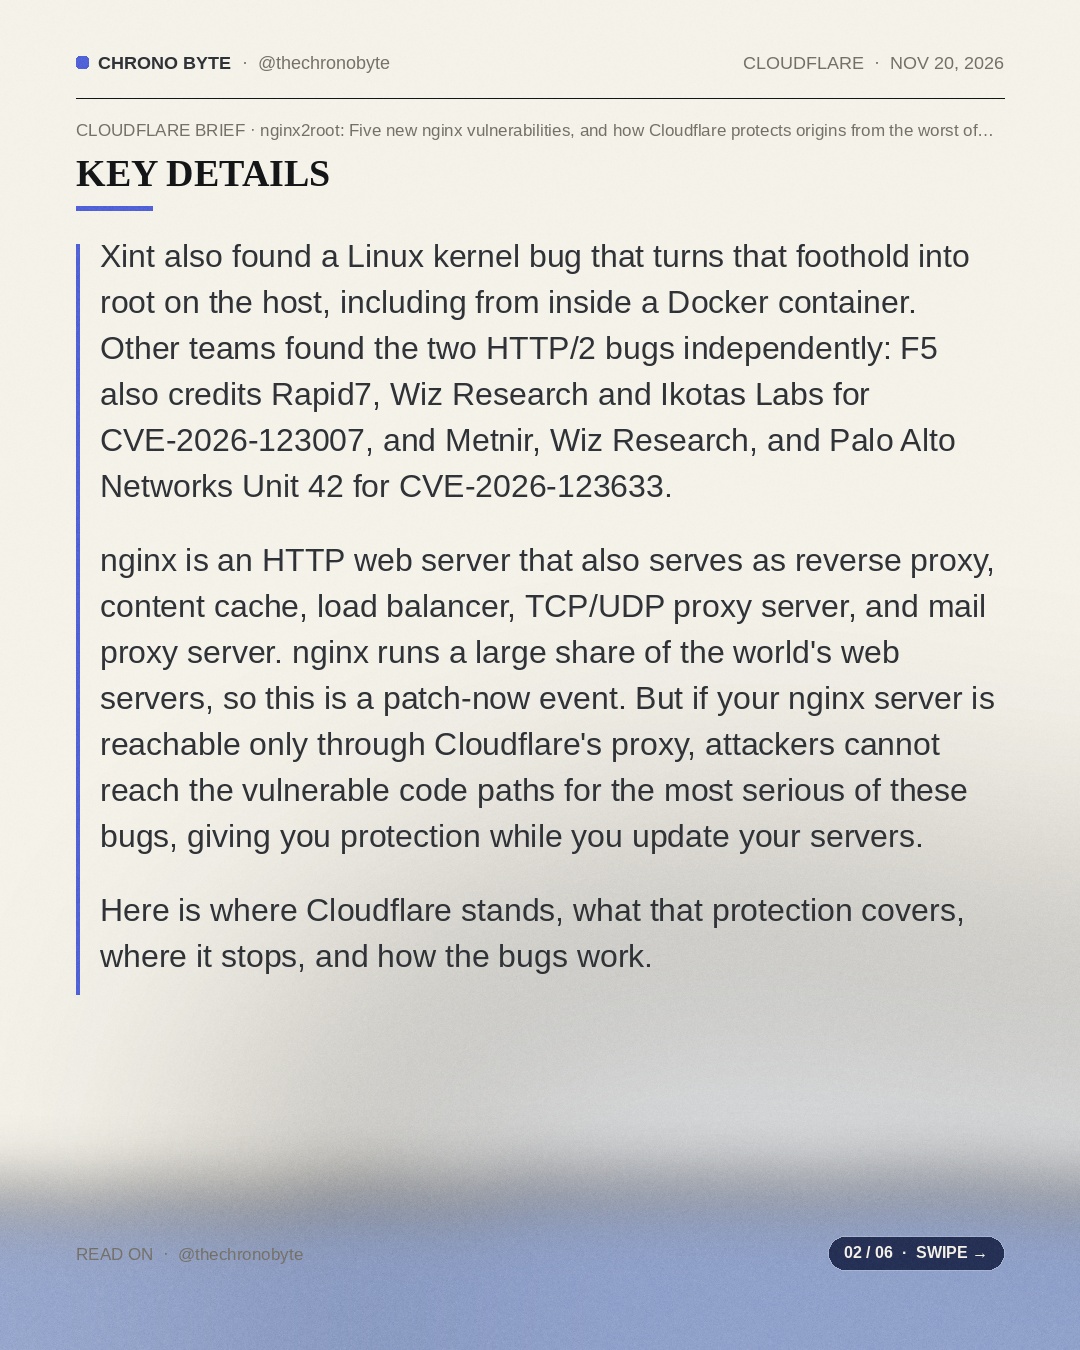 CHRONO BYTE · @thechronobyte
CLOUDFLARE · NOV 20, 2026
CLOUDFLARE BRIEF · nginx2root: Five new nginx vulnerabilities, and how Cloudflare protects origins from the worst of…
KEY DETAILS
Xint also found a Linux kernel bug that turns that foothold into
root on the host, including from inside a Docker container.
Other teams found the two HTTP/2 bugs independently: F5
also credits Rapid7, Wiz Research and Ikotas Labs for
CVE-2026-123007, and Metnir, Wiz Research, and Palo Alto
Networks Unit 42 for CVE-2026-123633.
nginx is an HTTP web server that also serves as reverse proxy,
content cache, load balancer, TCP/UDP proxy server, and mail
proxy server. nginx runs a large share of the world's web
servers, so this is a patch-now event. But if your nginx server is
reachable only through Cloudflare's proxy, attackers cannot
reach the vulnerable code paths for the most serious of these
bugs, giving you protection while you update your servers.
Here is where Cloudflare stands, what that protection covers,
where it stops, and how the bugs work.
READ ON · @thechronobyte
02 / 06 · SWIPE →